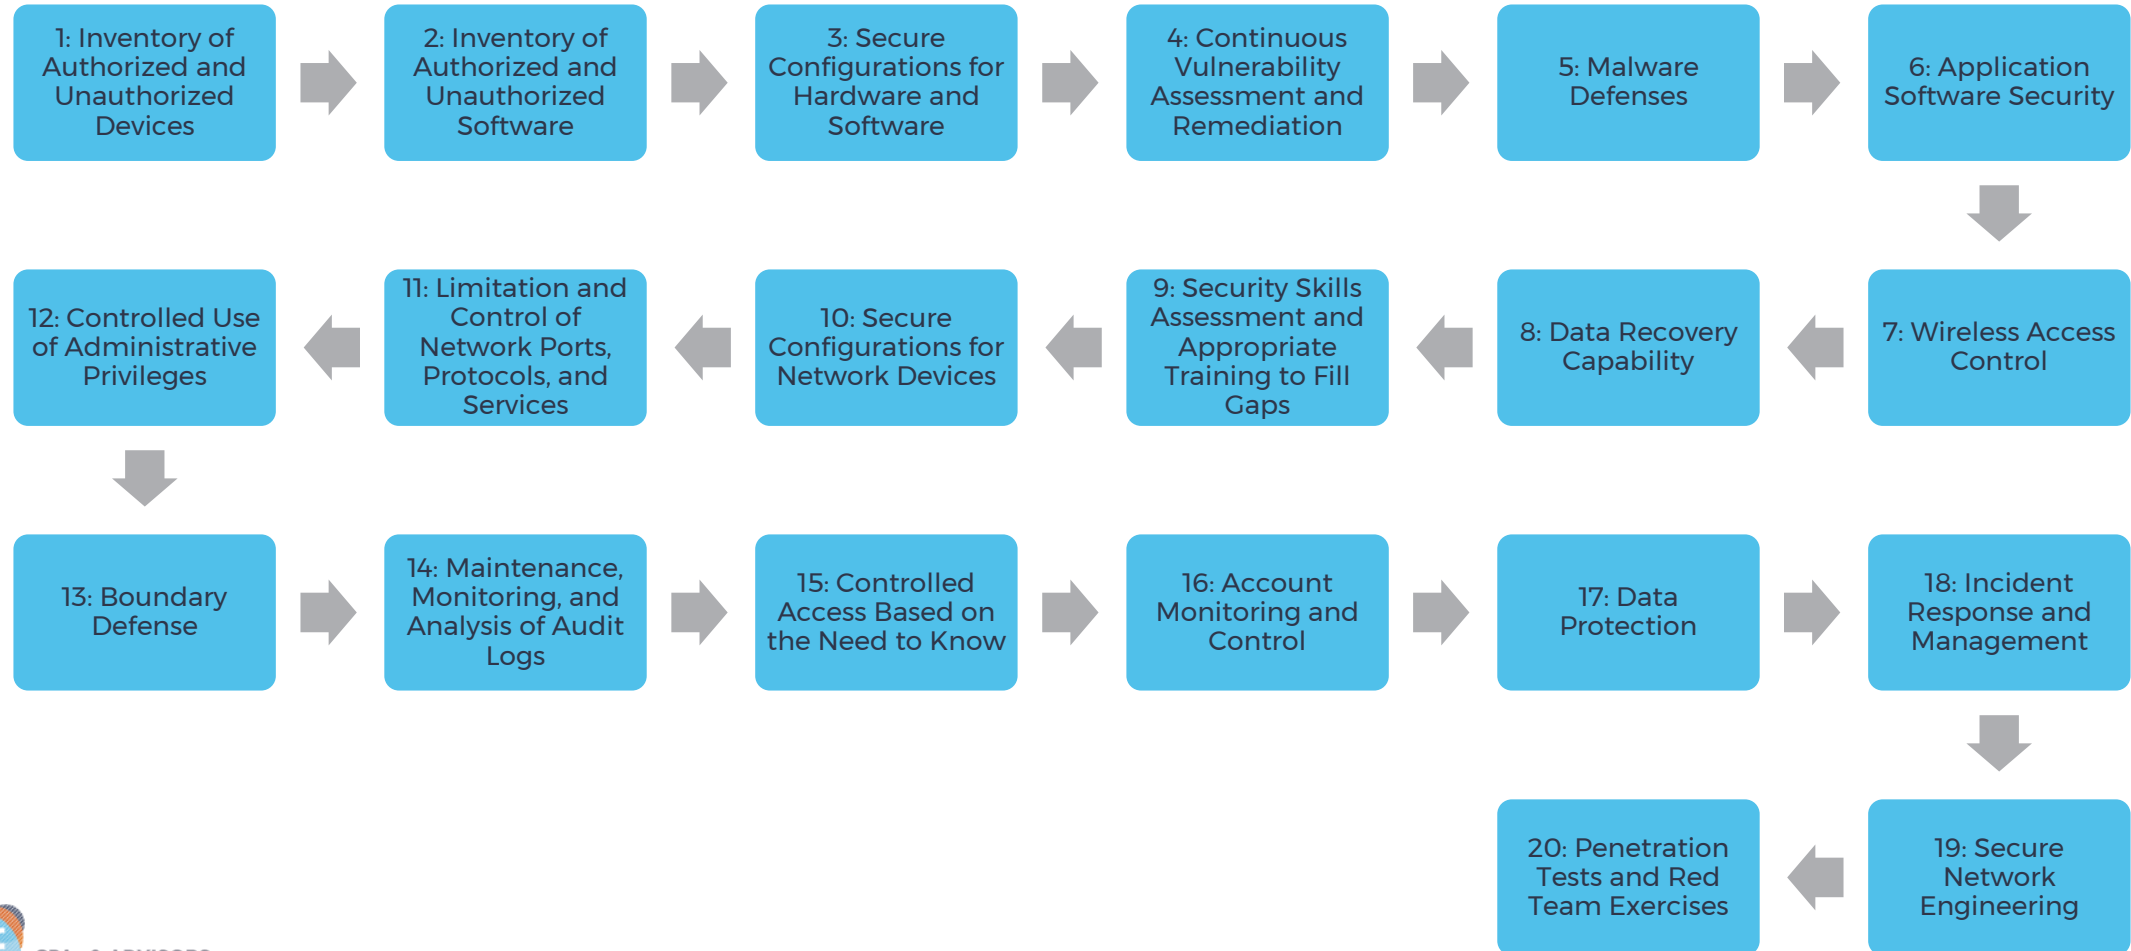 1: Inventory of
Authorized and
Unauthorized
Devices
2: Inventory of
Authorized and
Unauthorized
Software
3: Secure
Configurations for
Hardware and
Software
4: Continuous
Vulnerability
Assessment and
Remediation
5: Malware
Defenses
6: Application
Software Security
7: Wireless Access
Control
8: Data Recovery
Capability
9: Security Skills
Assessment and
Appropriate
Training to Fill
Gaps
10: Secure
Configurations for
Network Devices
11: Limitation and
Control of
Network Ports,
Protocols, and
Services
12: Controlled Use
of Administrative
Privileges
13: Boundary
Defense
14: Maintenance,
Monitoring, and
Analysis of Audit
Logs
15: Controlled
Access Based on
the Need to Know
16: Account
Monitoring and
Control
17: Data
Protection
18: Incident
Response and
Management
19: Secure
Network
Engineering
20: Penetration
Tests and Red
Team Exercises